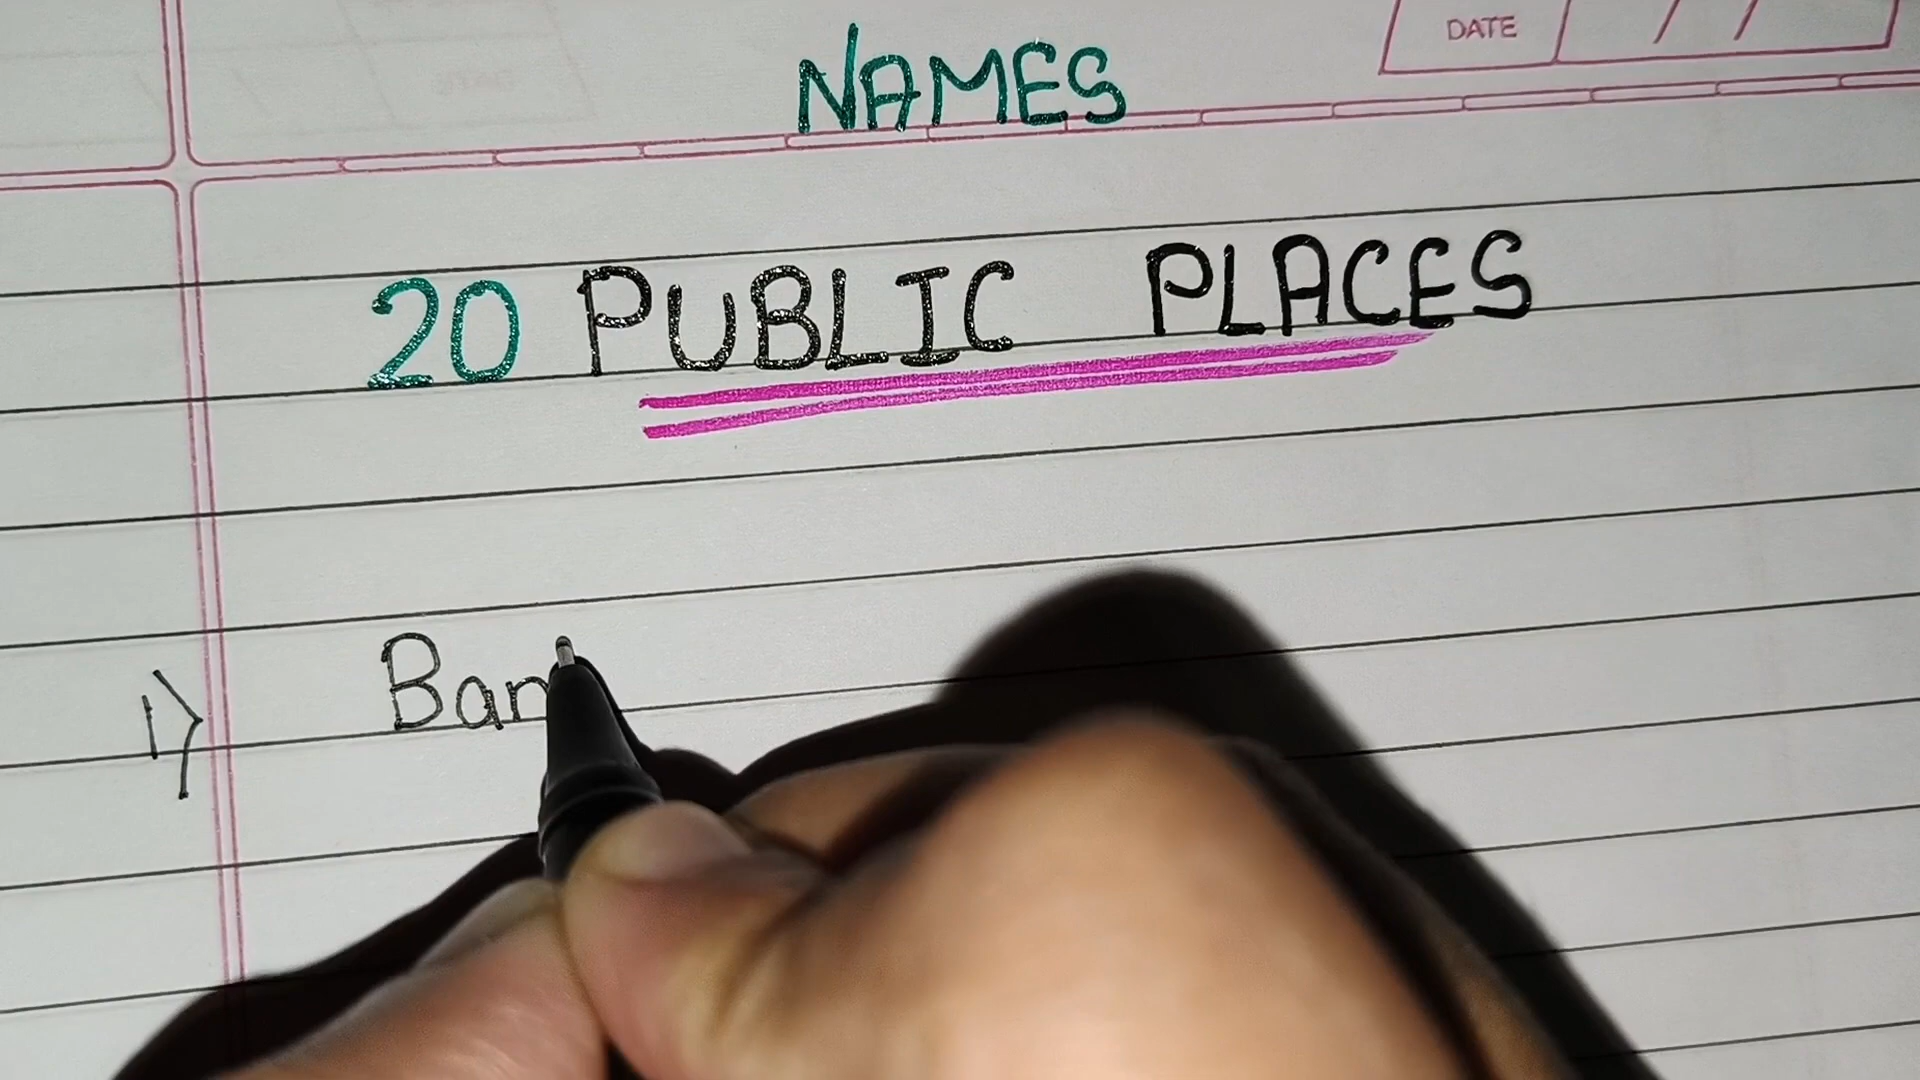 DATE / /
NAMES
20 PUBLIC PLACES
1) Ban